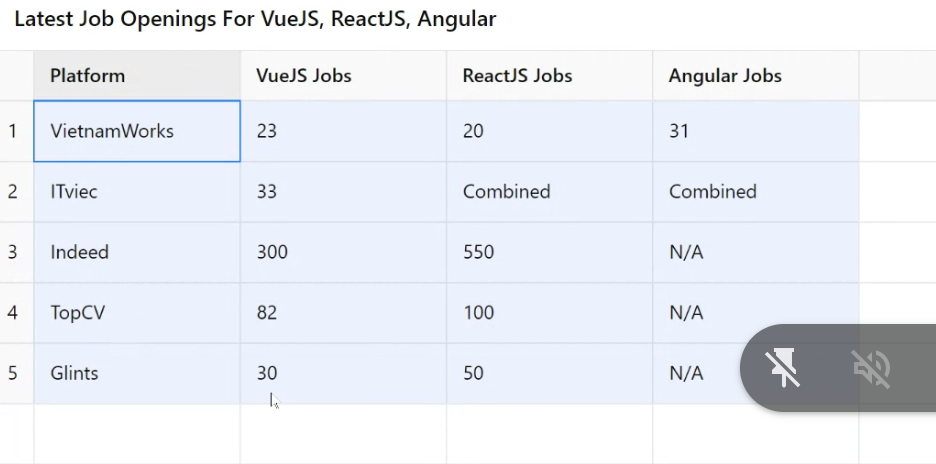 Latest Job Openings For VueJS, ReactJS, Angular
Platform VueJS Jobs ReactJS Jobs Angular Jobs
1 VietnamWorks 23 20 31
2 ITviec 33 Combined Combined
3 Indeed 300 550 N/A
4 TopCV 82 100 N/A
5 Glints 30 50 N/A